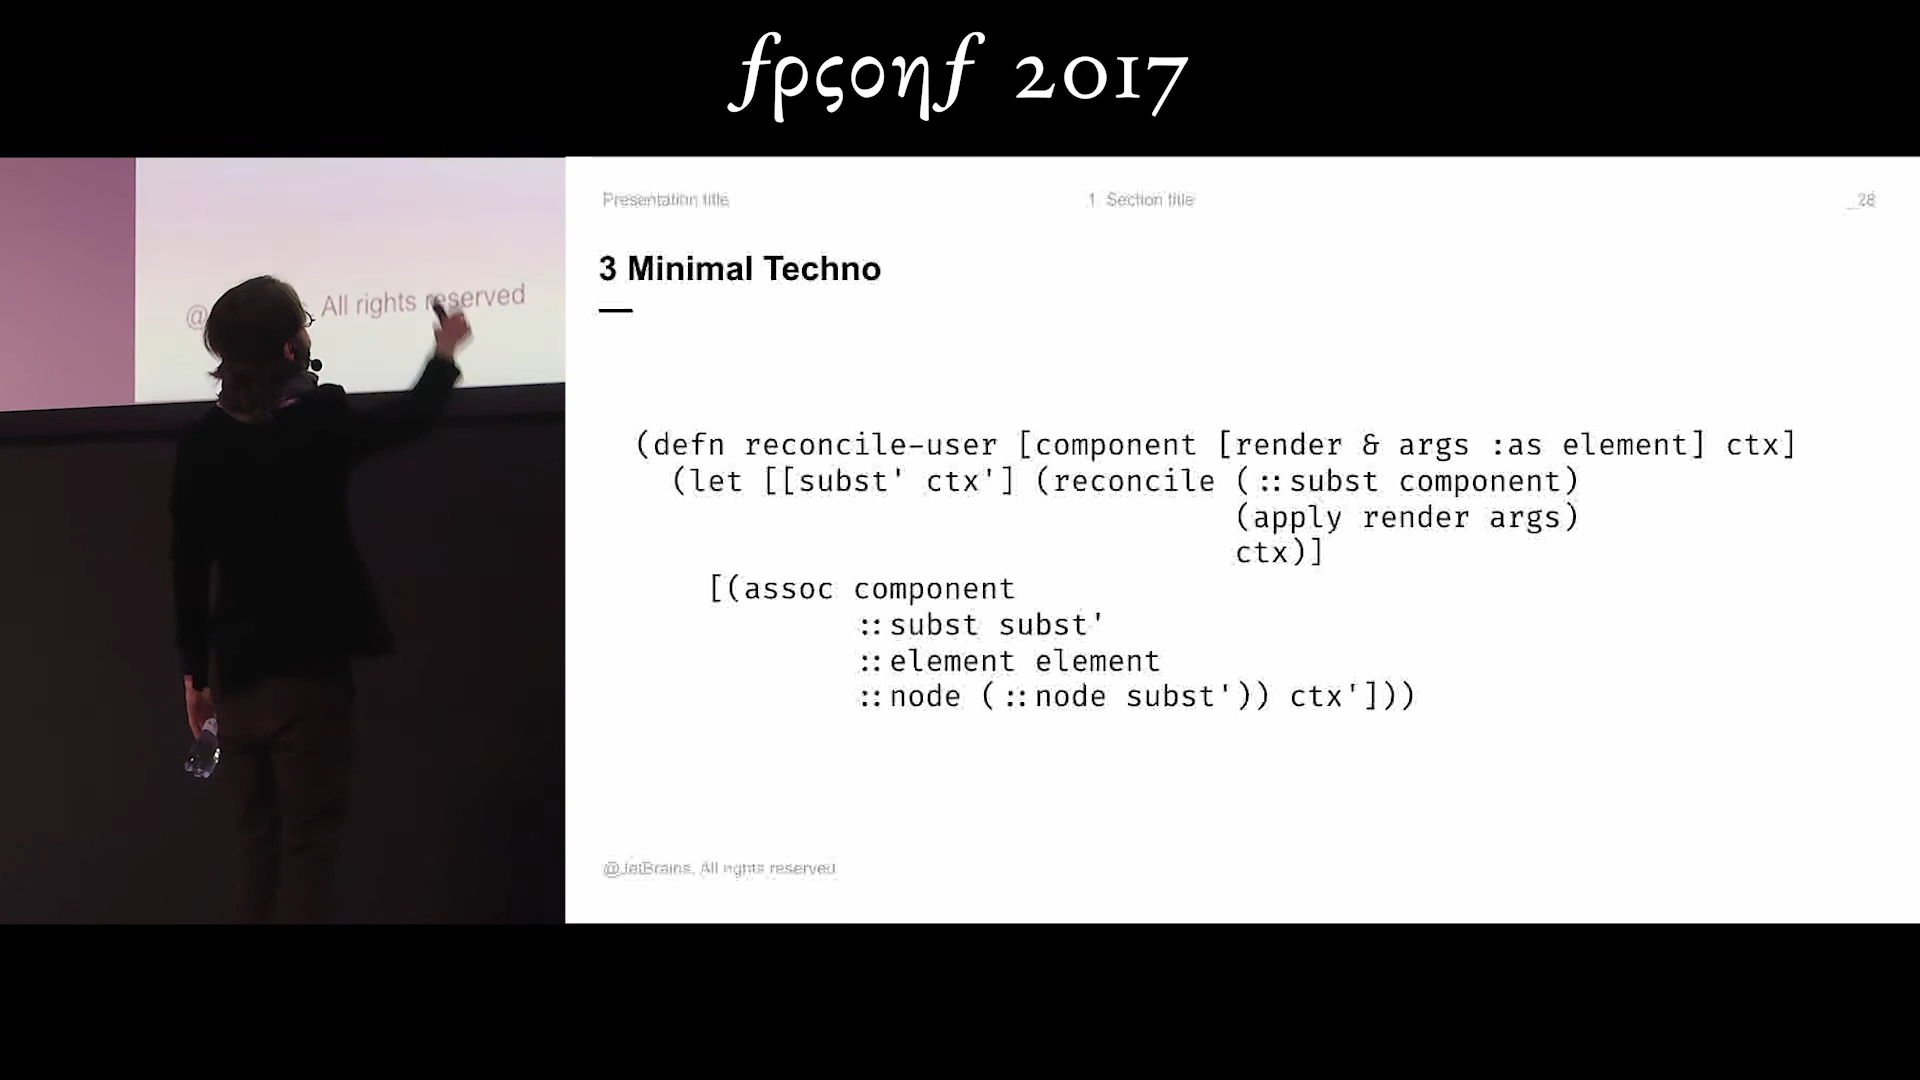 fρςοηf 2017
@ . All rights reserved
Presentation title
1 Section title
_28
3 Minimal Techno
(defn reconcile-user [component [render & args :as element] ctx]
(let [[subst' ctx'] (reconcile (::subst component)
(apply render args)
ctx)]
[(assoc component
::subst subst'
::element element
::node (::node subst')) ctx']))
@JetBrains. All rights reserved